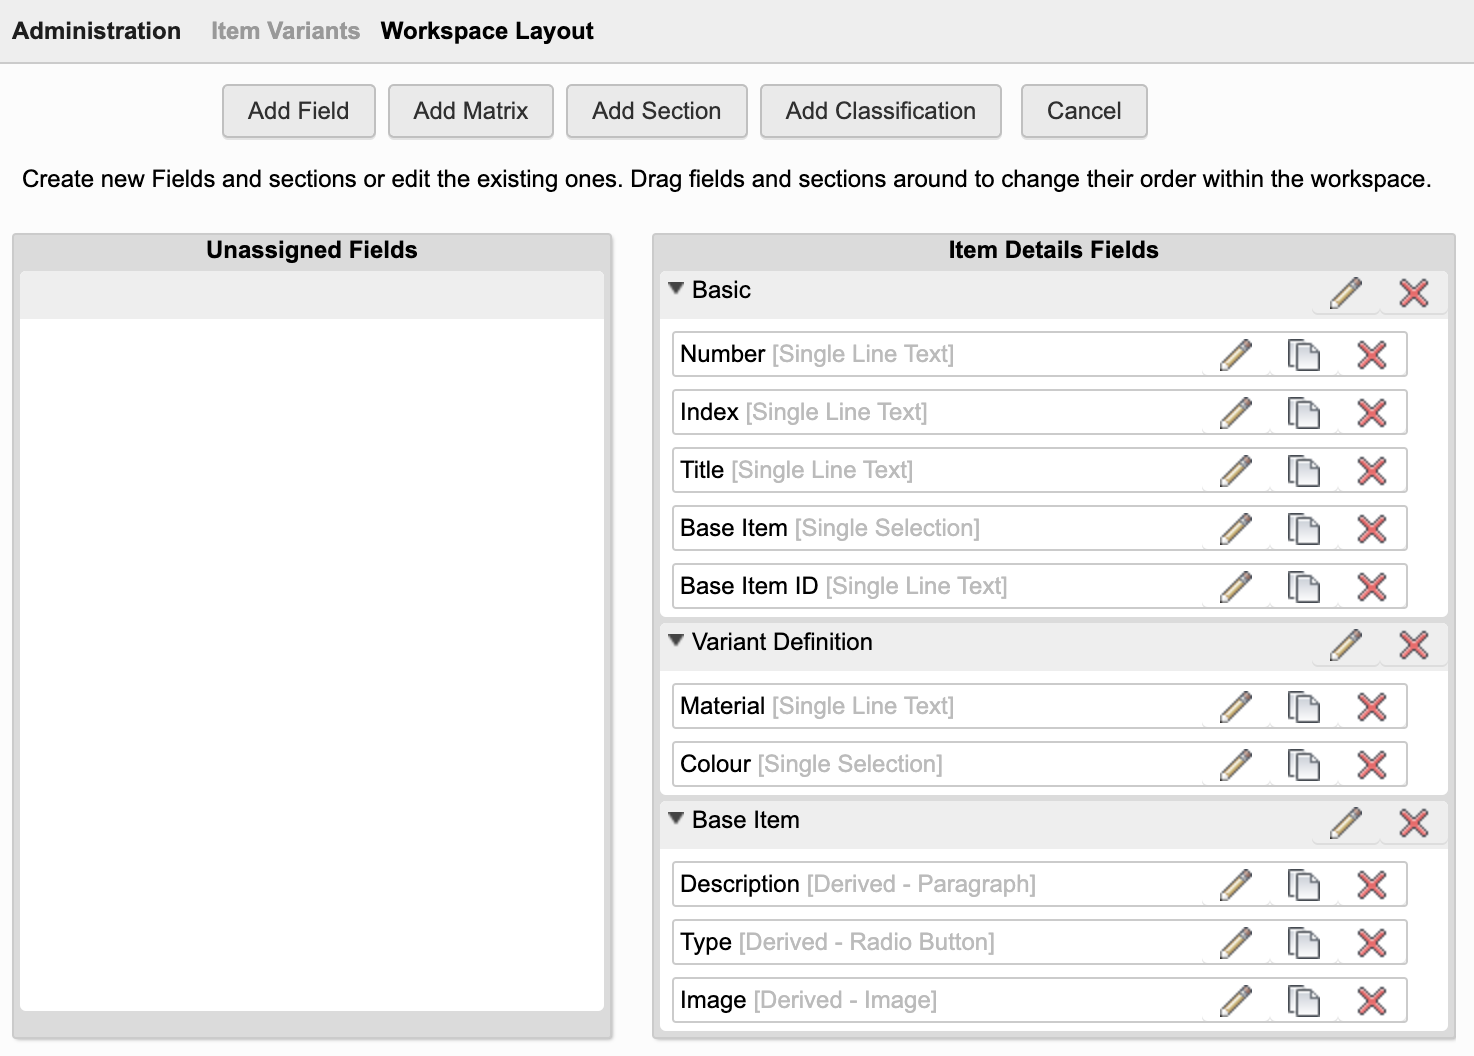 Administration Item Variants Workspace Layout
Add Field Add Matrix Add Section Add Classification Cancel
Create new Fields and sections or edit the existing ones. Drag fields and sections around to change their order within the workspace.
Unassigned Fields
Item Details Fields
Basic
Number [Single Line Text]
Index [Single Line Text]
Title [Single Line Text]
Base Item [Single Selection]
Base Item ID [Single Line Text]
Variant Definition
Material [Single Line Text]
Colour [Single Selection]
Base Item
Description [Derived - Paragraph]
Type [Derived - Radio Button]
Image [Derived - Image]